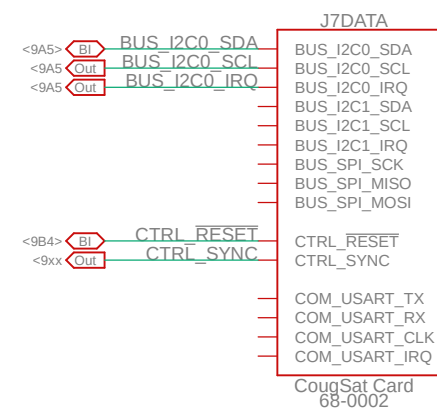 J7DATA
<9A5> BI BUS_I2C0_SDA BUS_I2C0_SDA
<9A5 Out BUS_I2C0_SCL BUS_I2C0_SCL
<9A5 Out BUS_I2C0_IRQ BUS_I2C0_IRQ
BUS_I2C1_SDA
BUS_I2C1_SCL
BUS_I2C1_IRQ
BUS_SPI_SCK
BUS_SPI_MISO
BUS_SPI_MOSI
<9B4> BI CTRL_RESET CTRL_RESET
<9xx Out CTRL_SYNC CTRL_SYNC
COM_USART_TX
COM_USART_RX
COM_USART_CLK
COM_USART_IRQ
CougSat Card
68-0002